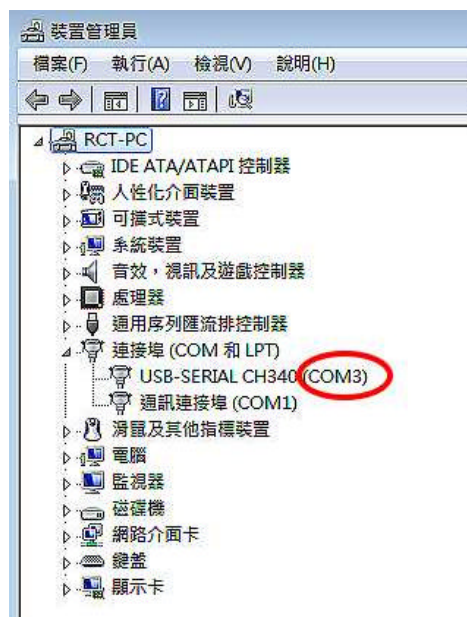 裝置管理員
檔案(F) 執行(A) 檢視(V) 說明(H)
RCT-PC
IDE ATA/ATAPI 控制器
人性化介面裝置
可攜式裝置
系統裝置
音效，視訊及遊戲控制器
處理器
通用序列匯流排控制器
連接埠 (COM 和 LPT)
USB-SERIAL CH340 (COM3)
通訊連接埠 (COM1)
滑鼠及其他指標裝置
電腦
監視器
磁碟機
網路介面卡
鍵盤
顯示卡